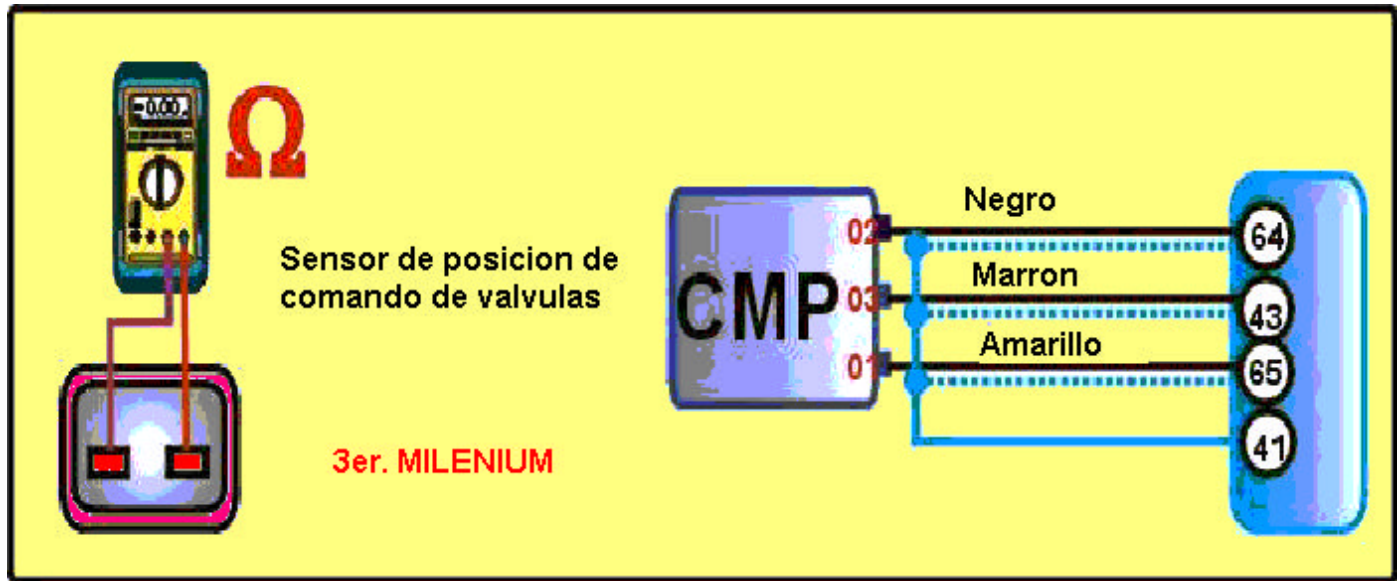 -0.00
Ω
Sensor de posicion de
comando de valvulas
3er. MILENIUM
CMP
02
Negro
64
03
Marron
43
01
Amarillo
65
41